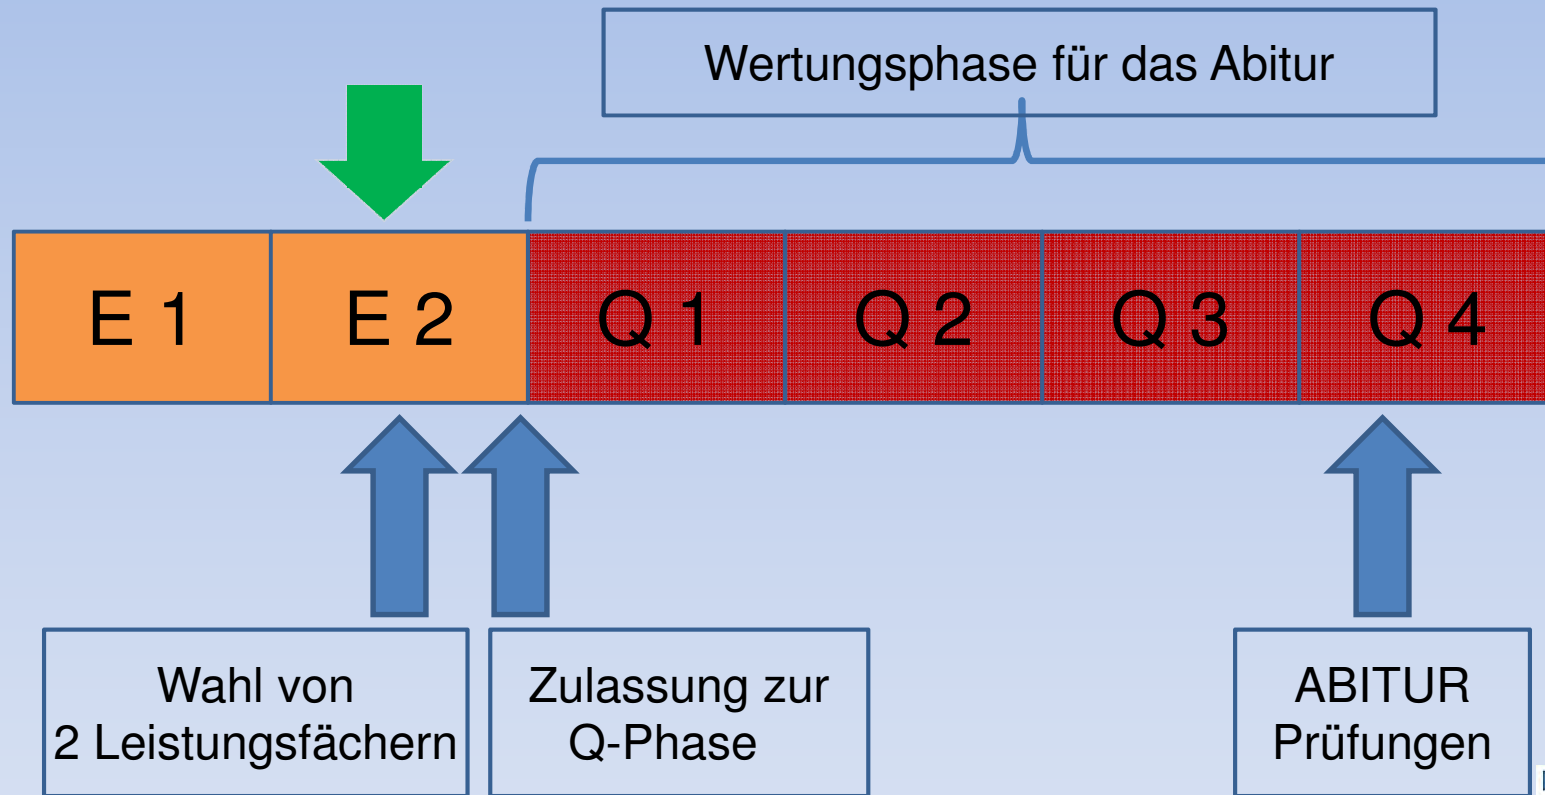 Wertungsphase für das Abitur
E 1
E 2
Q 1
Q 2
Q 3
Q 4
Wahl von
2 Leistungsfächern
Zulassung zur
Q-Phase
ABITUR
Prüfungen